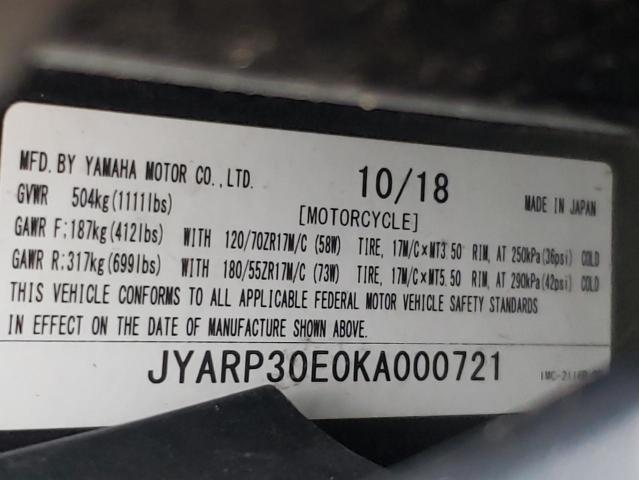 MFD. BY YAMAHA MOTOR CO., LTD. 10/18 MADE IN JAPAN
GVWR 504kg(1111lbs) [MOTORCYCLE]
GAWR F:187kg(412lbs) WITH 120/70ZR17M/C (58W) TIRE, 17M/C×MT3.50 RIM, AT 250kPa(36psi) COLD
GAWR R:317kg(699lbs) WITH 180/55ZR17M/C (73W) TIRE, 17M/C×MT5.50 RIM, AT 290kPa(42psi) COLD
THIS VEHICLE CONFORMS TO ALL APPLICABLE FEDERAL MOTOR VEHICLE SAFETY STANDARDS
IN EFFECT ON THE DATE OF MANUFACTURE SHOWN ABOVE.
JYARP30E0KA000721